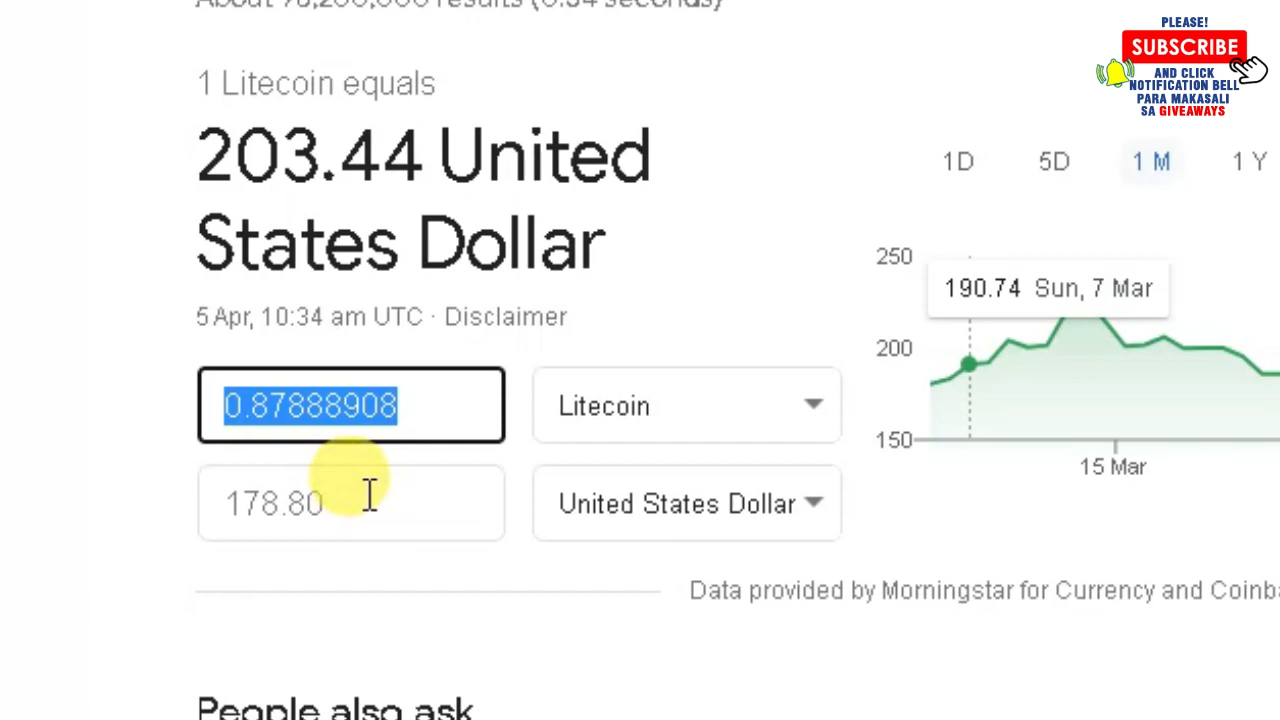 1 Litecoin equals
203.44 United
States Dollar
5 Apr, 10:34 am UTC · Disclaimer
0.87888908
Litecoin
178.80
United States Dollar
PLEASE!
SUBSCRIBE
AND CLICK
NOTIFICATION BELL
PARA MAKASALI
SA GIVEAWAYS
1D 5D 1 M 1 Y
250
190.74 Sun, 7 Mar
200
150
15 Mar
Data provided by Morningstar for Currency and Coinba
People also ask